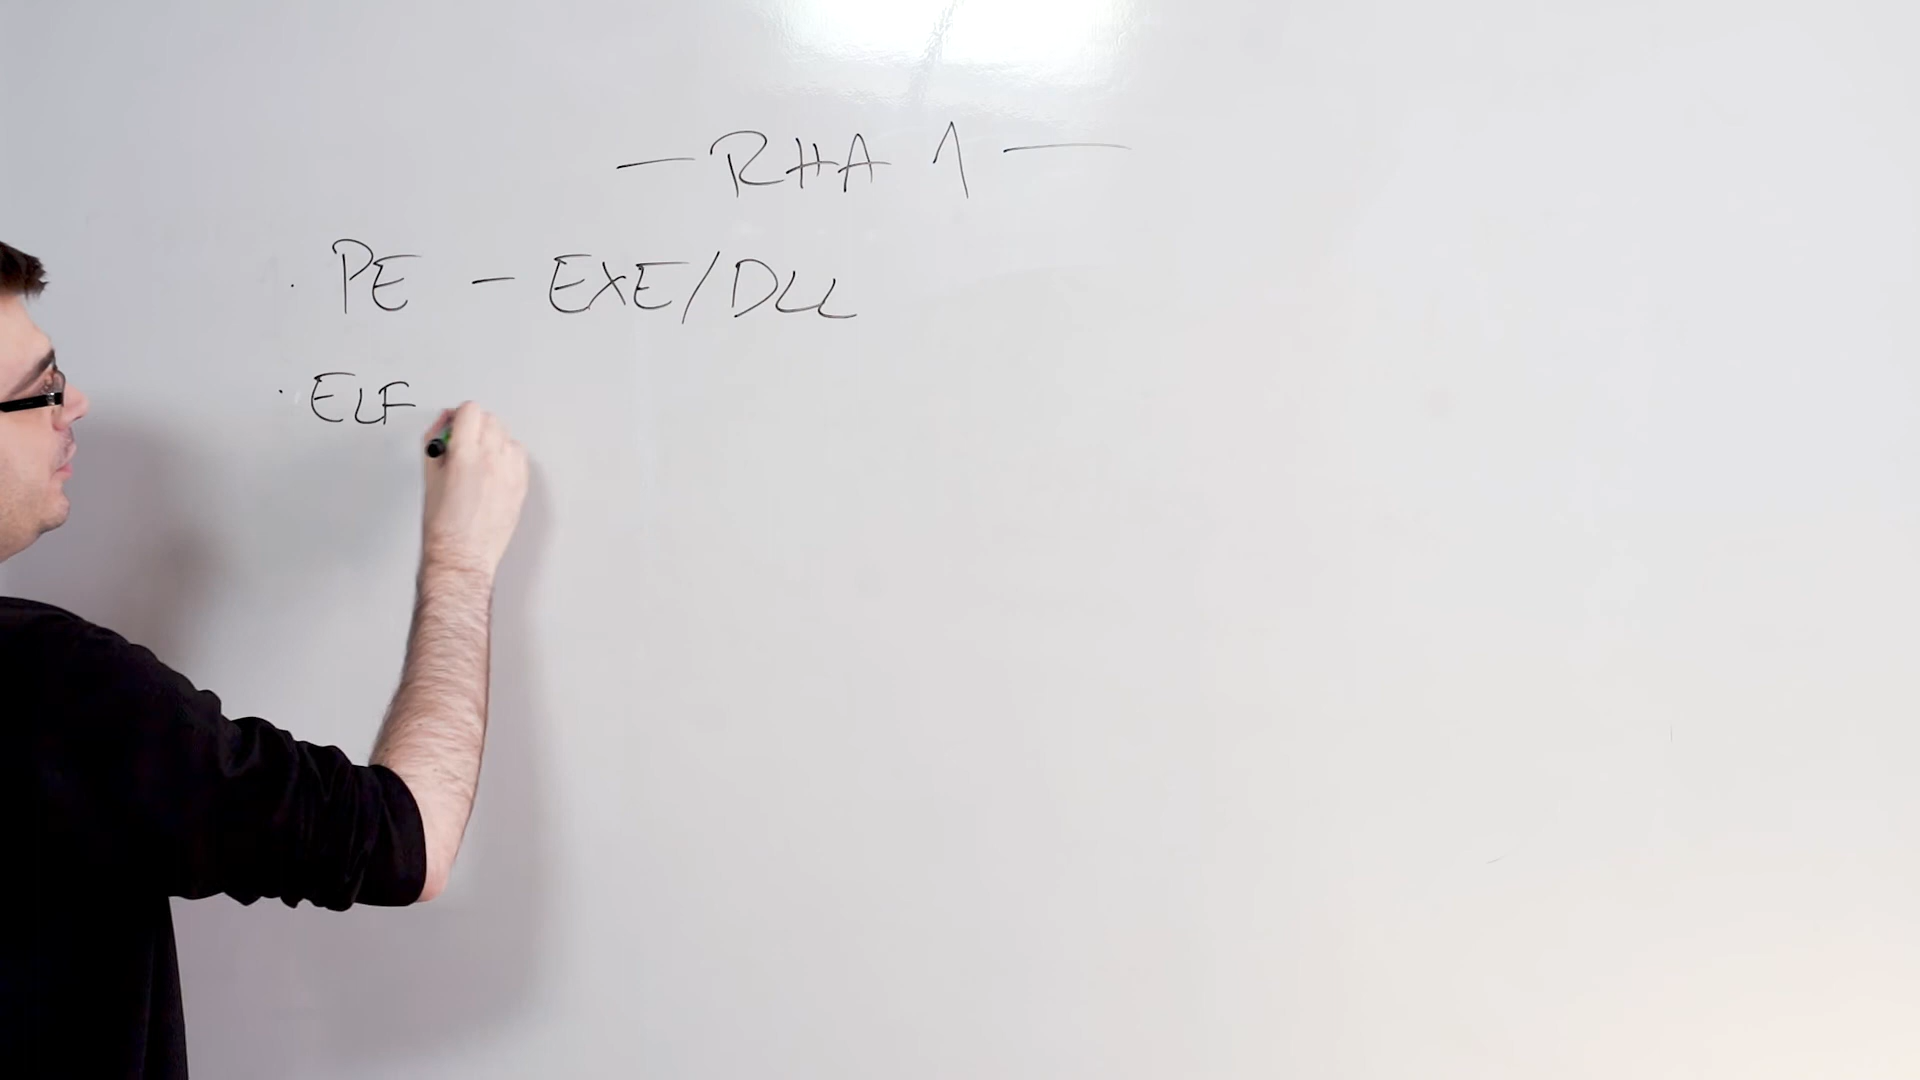 — RHA 1 —
· PE - EXE/DLL
· ELF